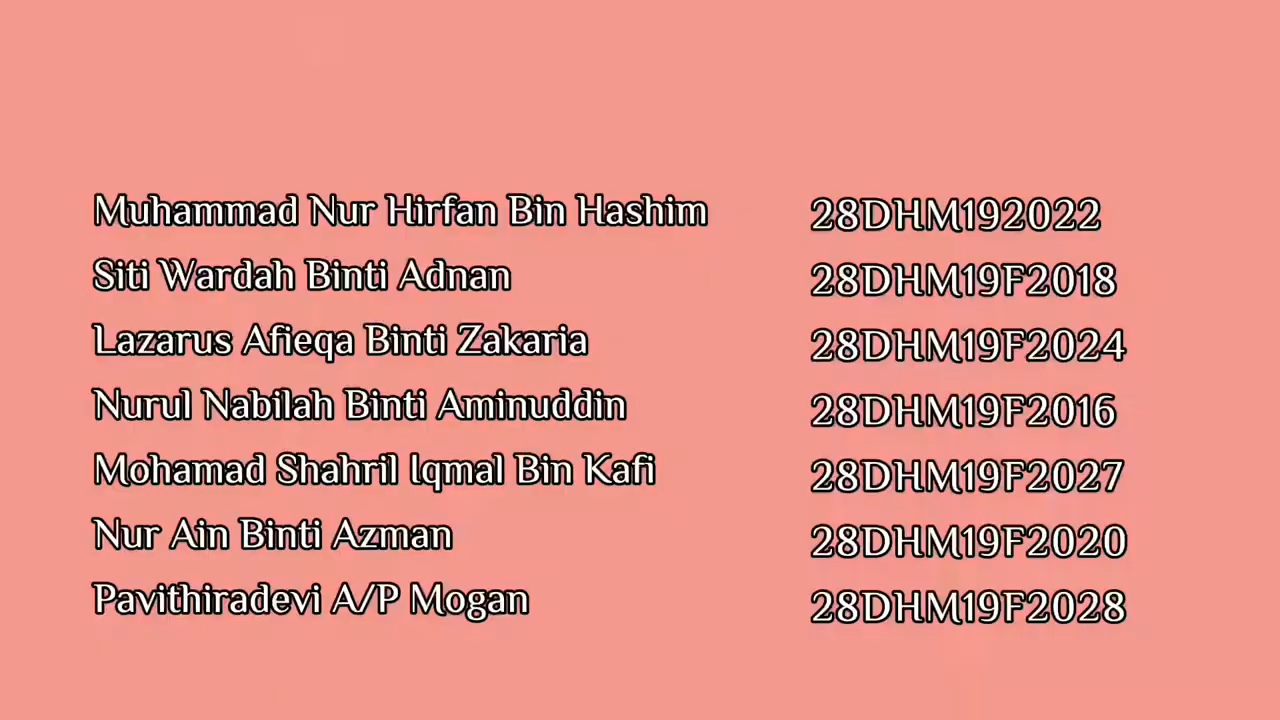 Muhammad Nur Hirfan Bin Hashim 28DHM192022
Siti Wardah Binti Adnan 28DHM19F2018
Lazarus Afieqa Binti Zakaria 28DHM19F2024
Nurul Nabilah Binti Aminuddin 28DHM19F2016
Mohamad Shahril Iqmal Bin Kafi 28DHM19F2027
Nur Ain Binti Azman 28DHM19F2020
Pavithiradevi A/P Mogan 28DHM19F2028